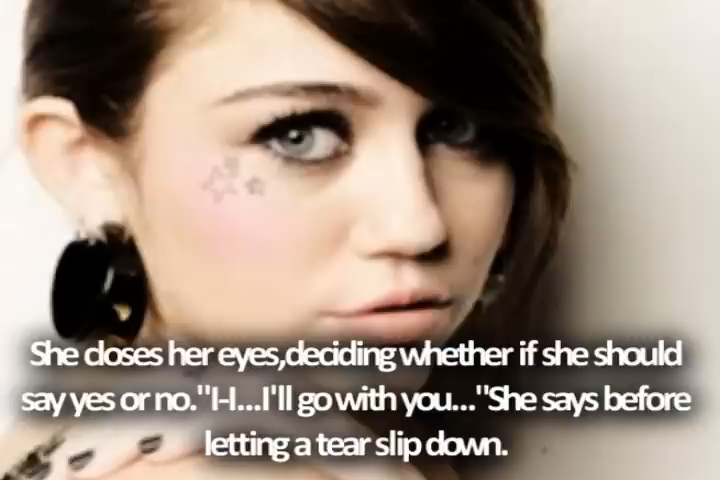 She closes her eyes,deciding whether if she should
say yes or no."I-I...I'll go with you..."She says before
letting a tear slip down.